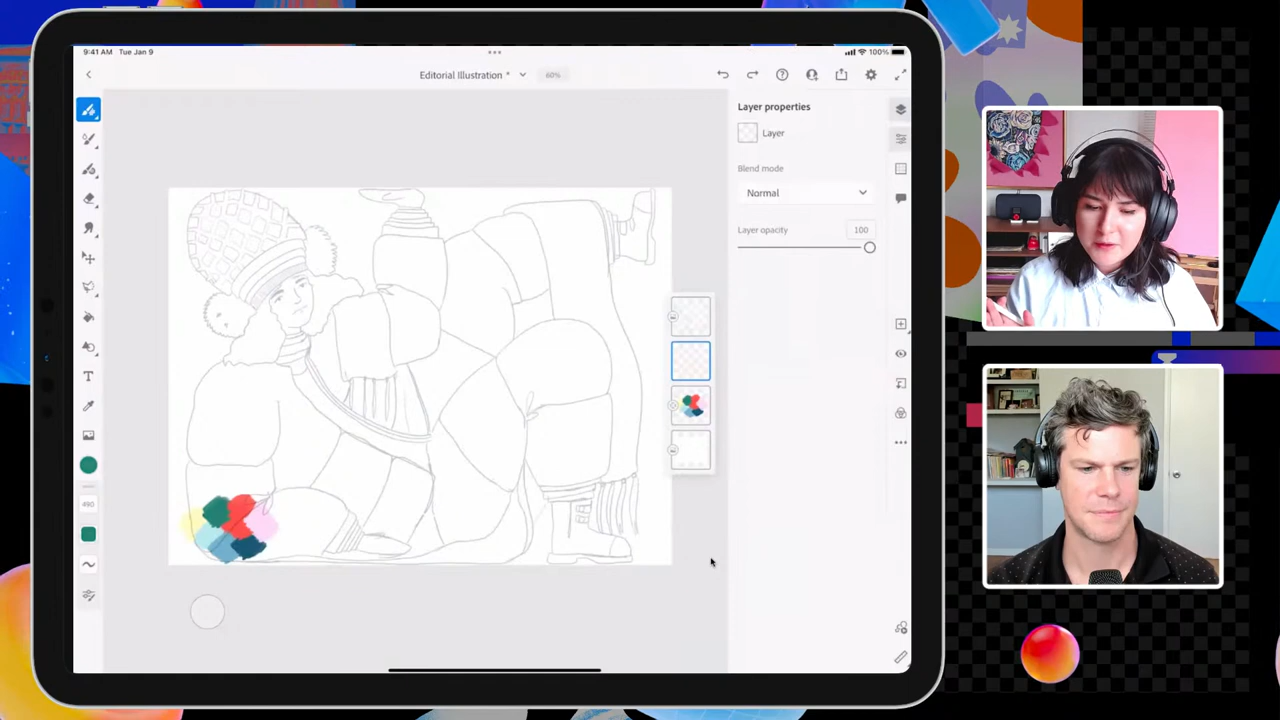 9:41 AM Tue Jan 9
100%
Editorial Illustration *
60%
Layer properties
Layer
Blend mode
Normal
Layer opacity
100
T
490